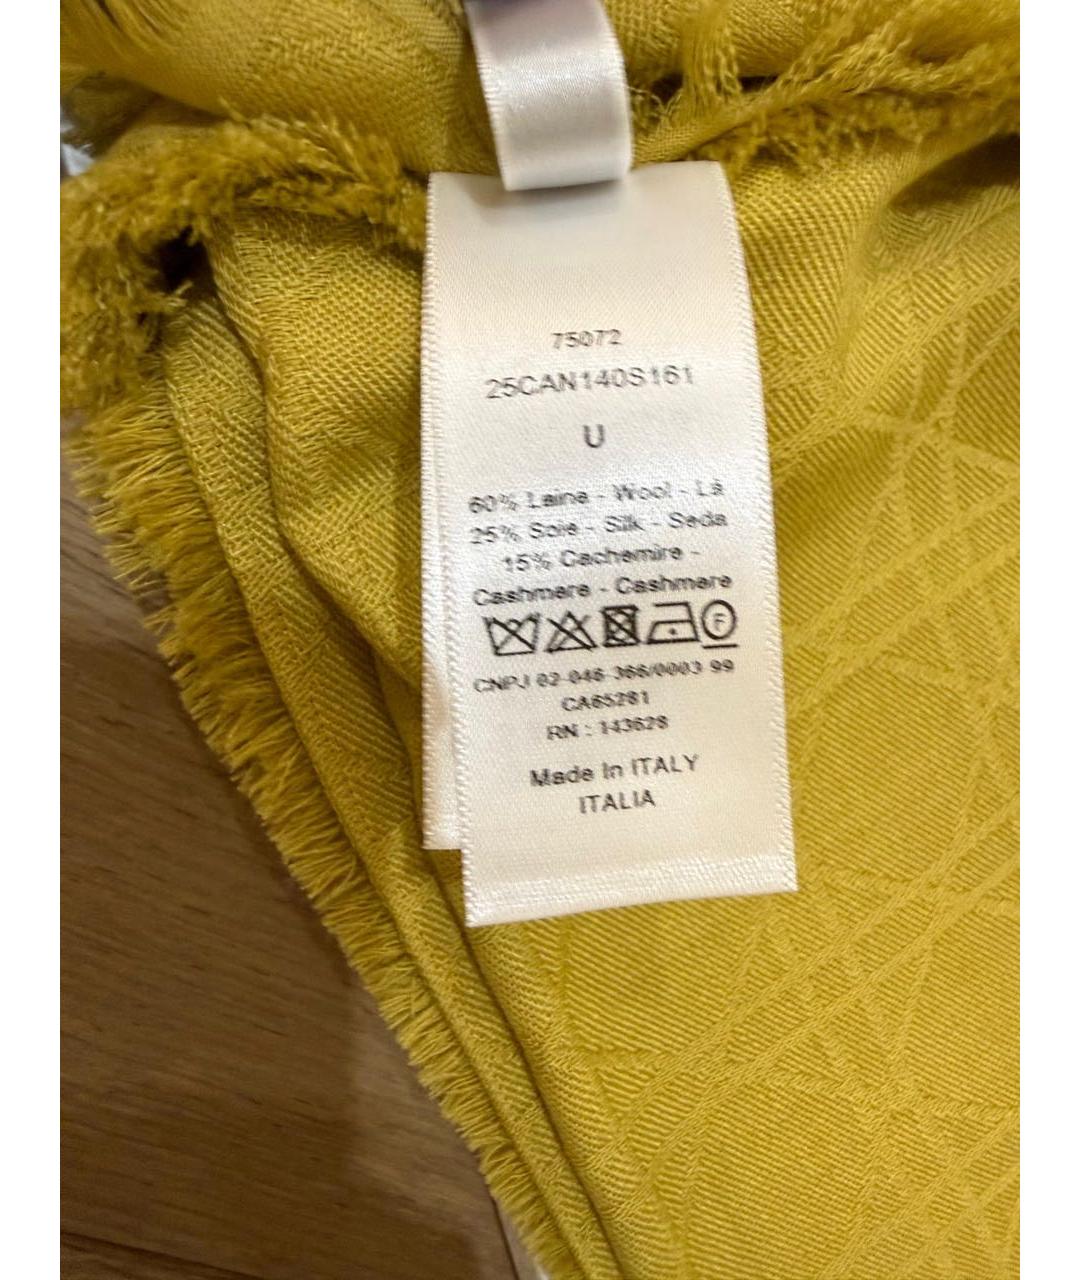 75072
25CAN140S161
U
60% Laine - Wool - Lã
25% Soie - Silk - Seda
15% Cachemire -
Cashmere - Cashmere
F
CNPJ 02-046-366/0003-99
CA65281
RN : 143628
Made In ITALY
ITALIA